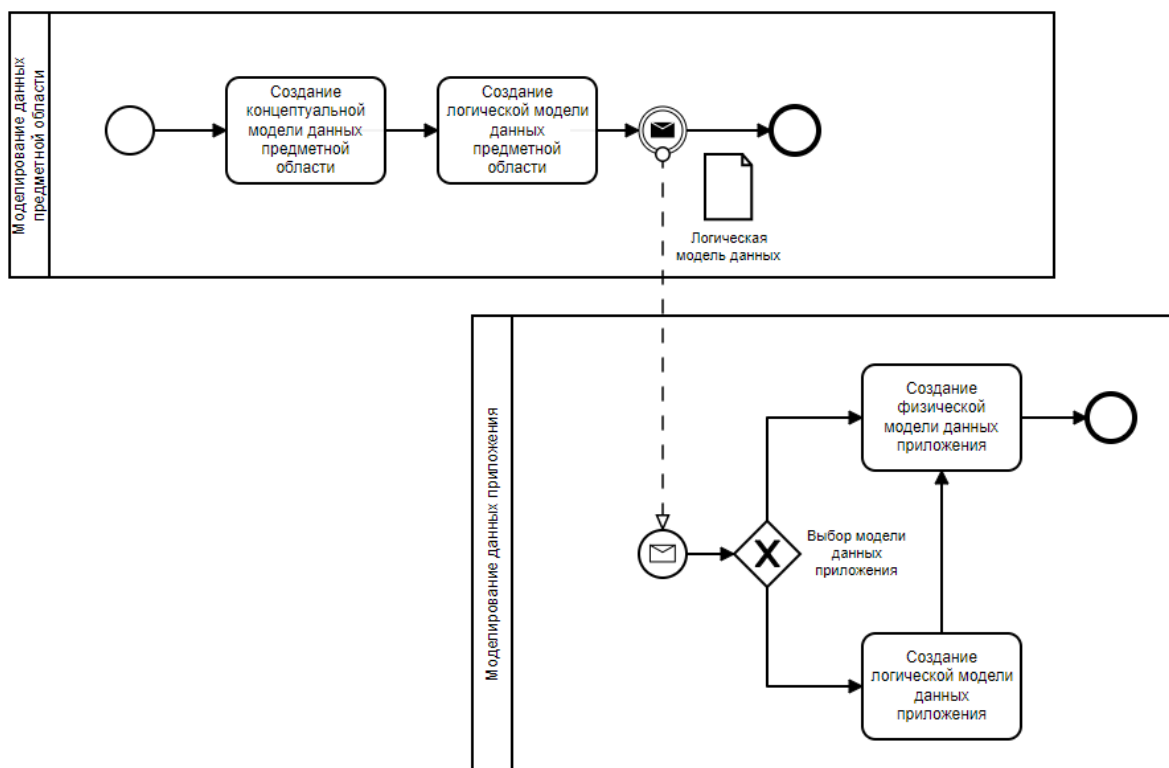 Моделирование данных
предметной области
Создание
концептуальной
модели данных
предметной
области
Создание
логической модели
данных
предметной
области
Логическая
модель данных
Моделирование данных приложения
Создание
физической
модели данных
приложения
Выбор модели
данных
приложения
Создание
логической модели
данных
приложения